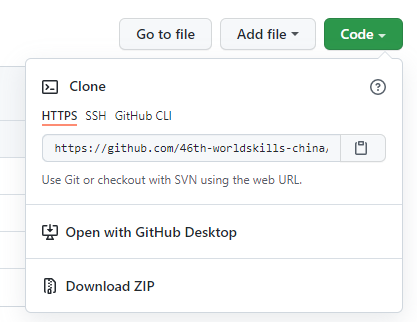 Go to file Add file Code
Clone
HTTPS SSH GitHub CLI
https://github.com/46th-worldskills-china/
Use Git or checkout with SVN using the web URL.
Open with GitHub Desktop
Download ZIP